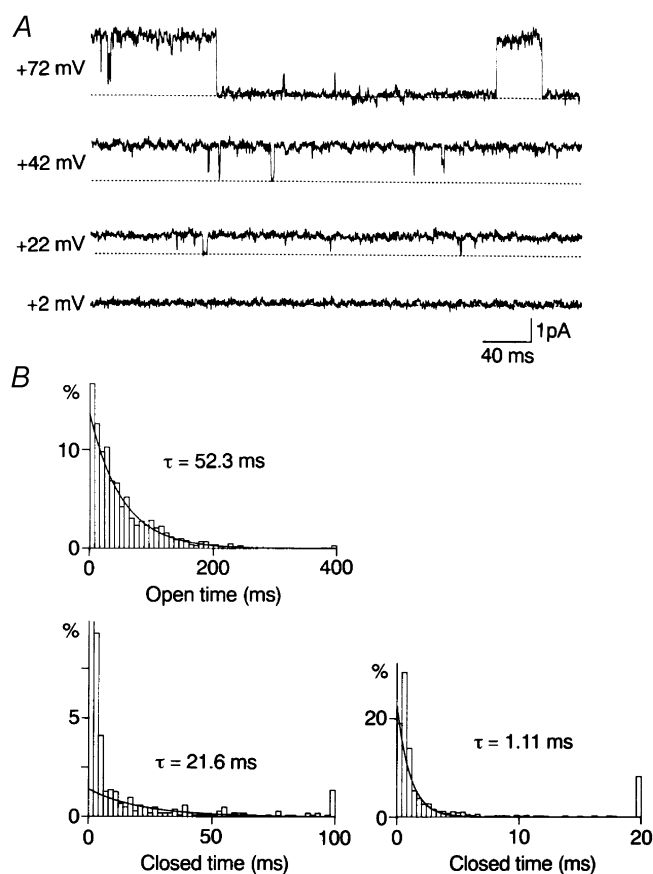 A
+72 mV
+42 mV
+22 mV
+2 mV
1pA
40 ms
B
%
10
0
τ = 52.3 ms
0 200 400
Open time (ms)
%
5
0
τ = 21.6 ms
0 50 100
Closed time (ms)
%
20
0
τ = 1.11 ms
0 10 20
Closed time (ms)